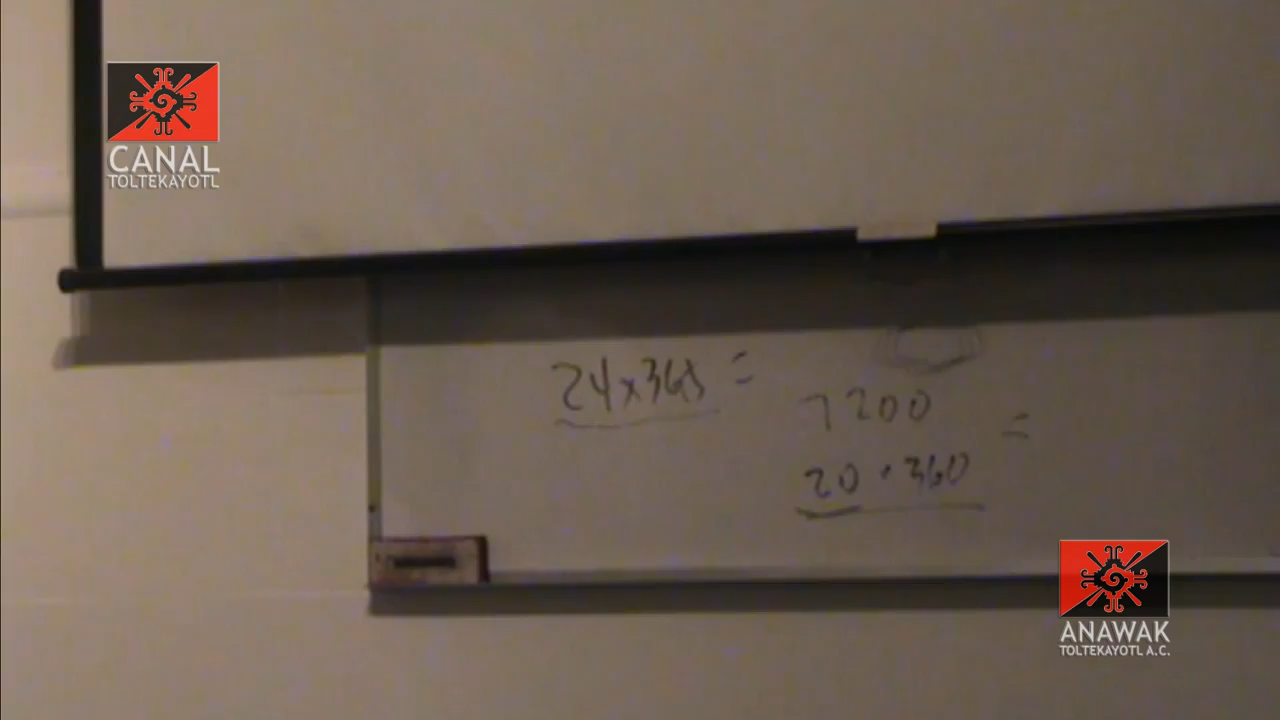 CANAL
TOLTEKAYOTL
24x365 =
7200 =
20 · 360
ANAWAK
TOLTEKAYOTL A.C.